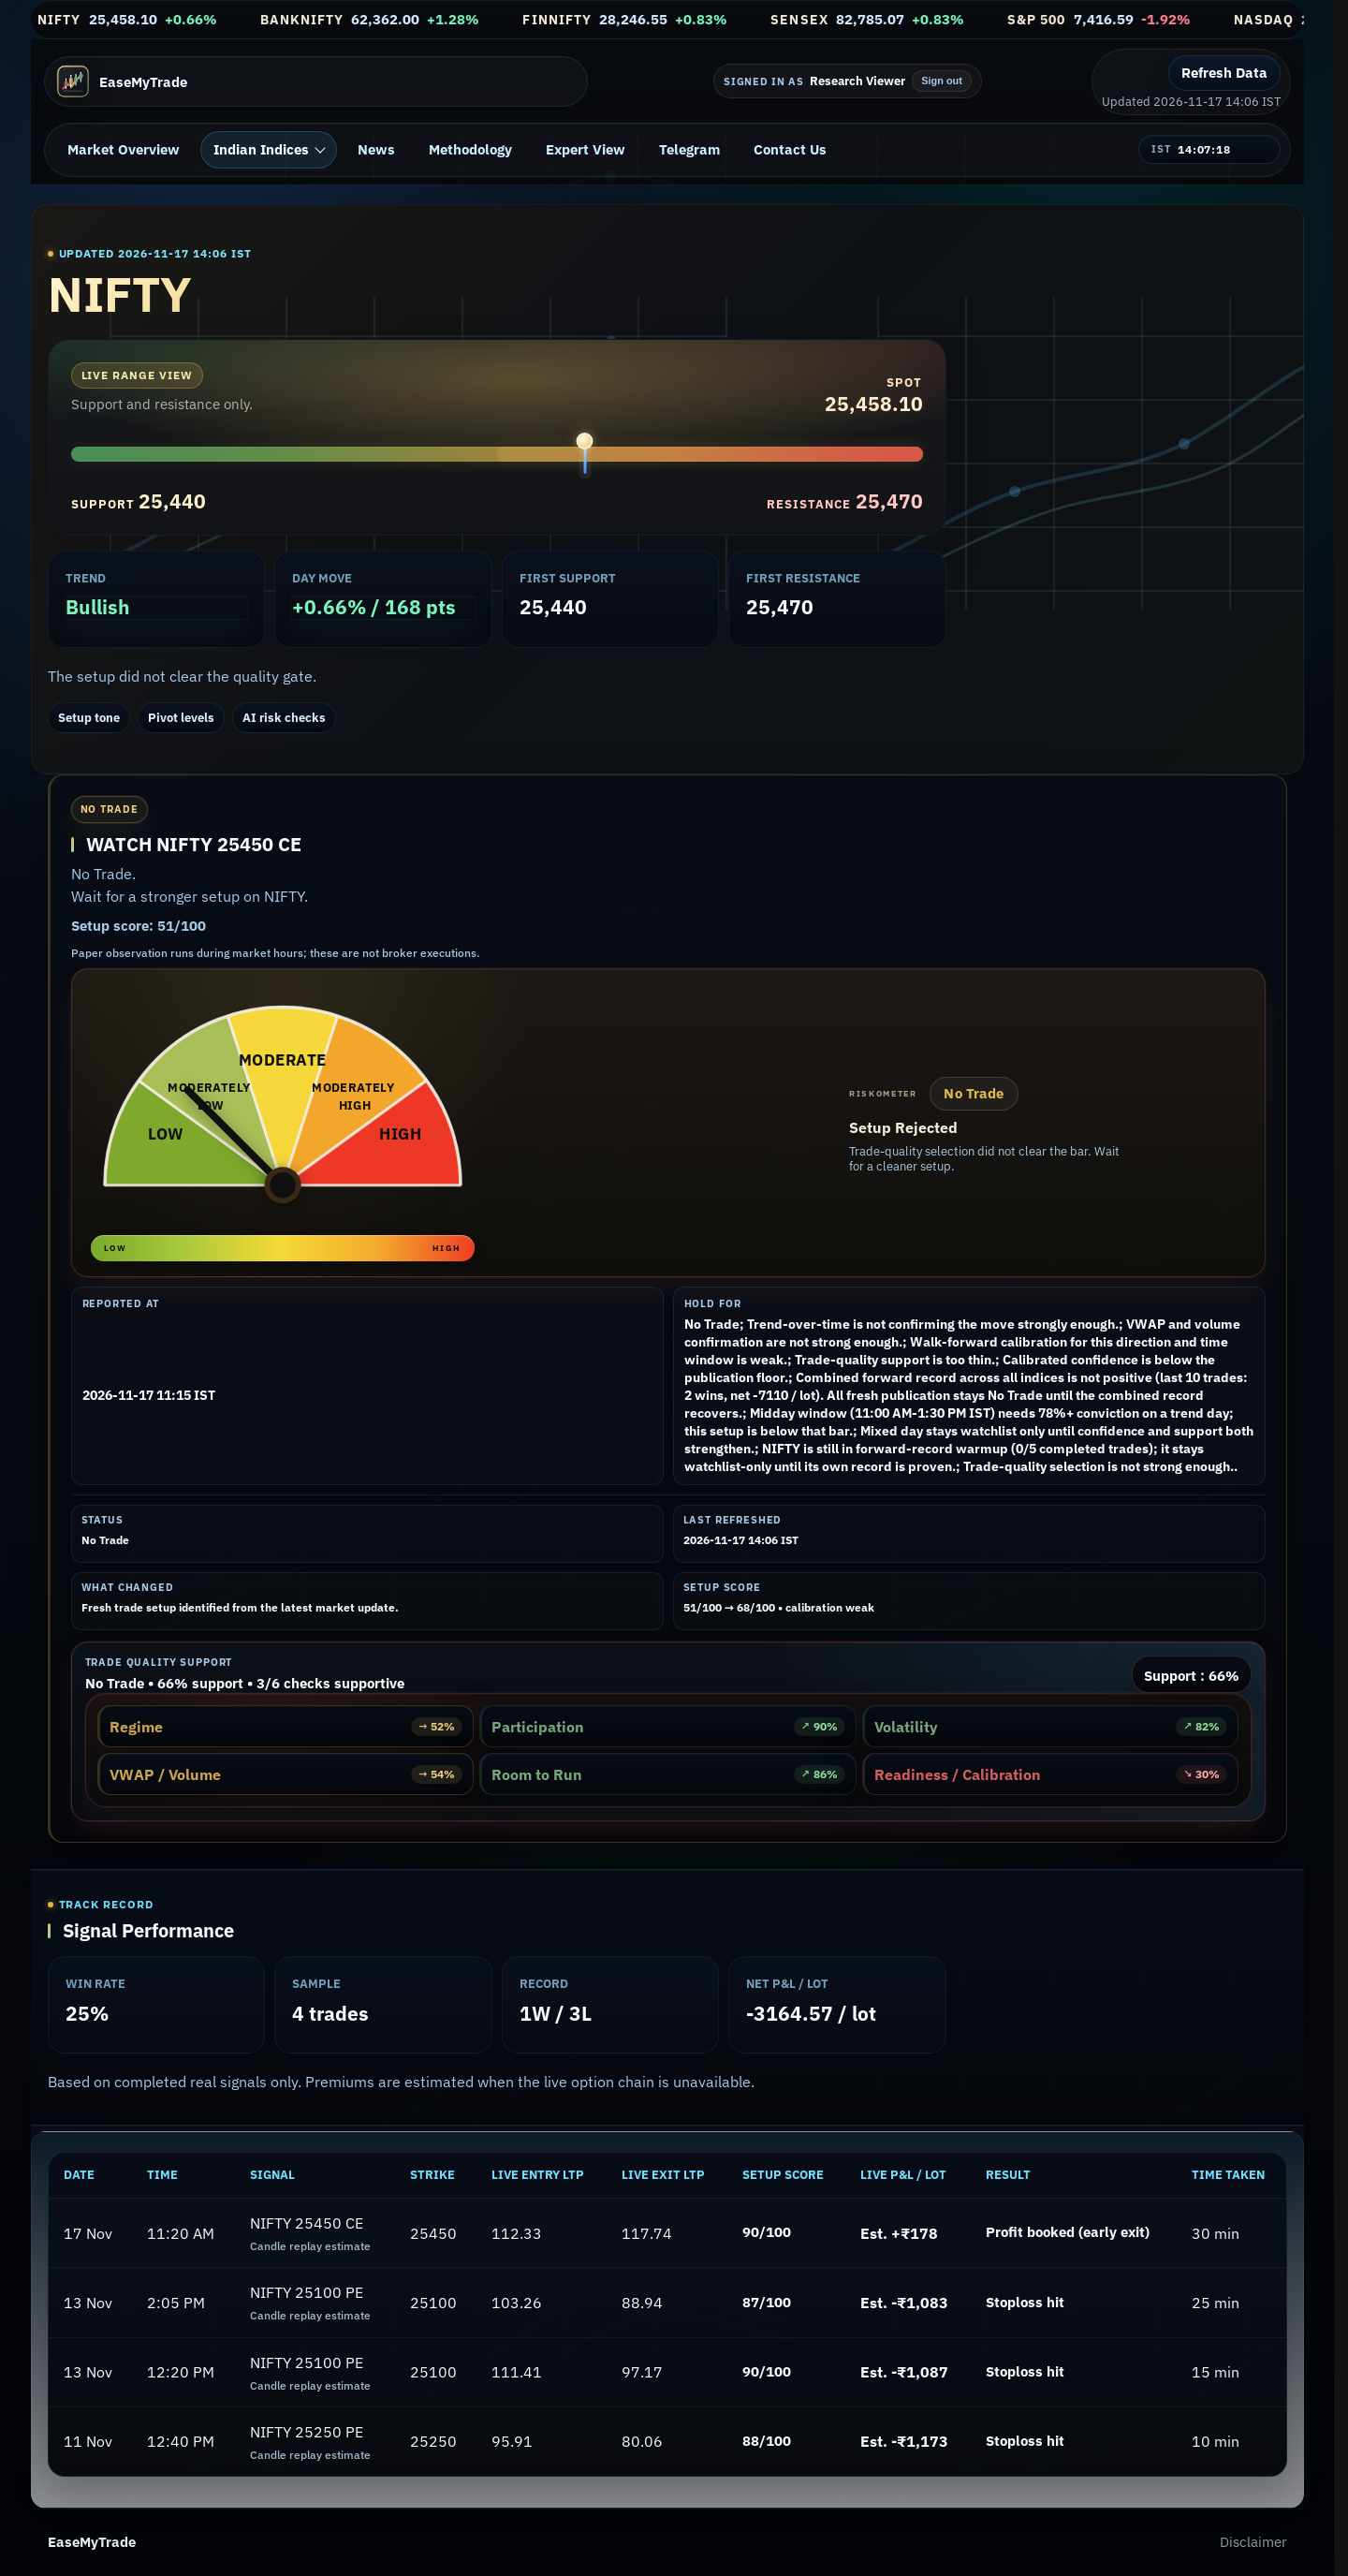 NIFTY 25,458.10 +0.66% BANKNIFTY 62,362.00 +1.28% FINNIFTY 28,246.55 +0.83% SENSEX 82,785.07 +0.83% S&P 500 7,416.59 -1.92% NASDAQ
EaseMyTrade
SIGNED IN AS Research Viewer Sign out
Refresh Data
Updated 2026-11-17 14:06 IST
Market Overview Indian Indices News Methodology Expert View Telegram Contact Us
IST 14:07:18
UPDATED 2026-11-17 14:06 IST
NIFTY
LIVE RANGE VIEW
Support and resistance only.
SPOT
25,458.10
SUPPORT 25,440
RESISTANCE 25,470
TREND
Bullish
DAY MOVE
+0.66% / 168 pts
FIRST SUPPORT
25,440
FIRST RESISTANCE
25,470
The setup did not clear the quality gate.
Setup tone Pivot levels AI risk checks
NO TRADE
WATCH NIFTY 25450 CE
No Trade.
Wait for a stronger setup on NIFTY.
Setup score: 51/100
Paper observation runs during market hours; these are not broker executions.
MODERATE
MODERATELY
LOW
MODERATELY
HIGH
LOW
HIGH
LOW
HIGH
RISKOMETER No Trade
Setup Rejected
Trade-quality selection did not clear the bar. Wait
for a cleaner setup.
REPORTED AT
2026-11-17 11:15 IST
HOLD FOR
No Trade; Trend-over-time is not confirming the move strongly enough.; VWAP and volume
confirmation are not strong enough.; Walk-forward calibration for this direction and time
window is weak.; Trade-quality support is too thin.; Calibrated confidence is below the
publication floor.; Combined forward record across all indices is not positive (last 10 trades:
2 wins, net -7110 / lot). All fresh publication stays No Trade until the combined record
recovers.; Midday window (11:00 AM-1:30 PM IST) needs 78%+ conviction on a trend day;
this setup is below that bar.; Mixed day stays watchlist only until confidence and support both
strengthen.; NIFTY is still in forward-record warmup (0/5 completed trades); it stays
watchlist-only until its own record is proven.; Trade-quality selection is not strong enough..
STATUS
No Trade
LAST REFRESHED
2026-11-17 14:06 IST
WHAT CHANGED
Fresh trade setup identified from the latest market update.
SETUP SCORE
51/100 → 68/100 • calibration weak
TRADE QUALITY SUPPORT
No Trade • 66% support • 3/6 checks supportive
Support : 66%
Regime → 52%
Participation ↗ 90%
Volatility ↗ 82%
VWAP / Volume → 54%
Room to Run ↗ 86%
Readiness / Calibration ↘ 30%
TRACK RECORD
Signal Performance
WIN RATE
25%
SAMPLE
4 trades
RECORD
1W / 3L
NET P&L / LOT
-3164.57 / lot
Based on completed real signals only. Premiums are estimated when the live option chain is unavailable.
DATE TIME SIGNAL STRIKE LIVE ENTRY LTP LIVE EXIT LTP SETUP SCORE LIVE P&L / LOT RESULT TIME TAKEN
17 Nov 11:20 AM NIFTY 25450 CE 25450 112.33 117.74 90/100 Est. +₹178 Profit booked (early exit) 30 min
Candle replay estimate
13 Nov 2:05 PM NIFTY 25100 PE 25100 103.26 88.94 87/100 Est. -₹1,083 Stoploss hit 25 min
Candle replay estimate
13 Nov 12:20 PM NIFTY 25100 PE 25100 111.41 97.17 90/100 Est. -₹1,087 Stoploss hit 15 min
Candle replay estimate
11 Nov 12:40 PM NIFTY 25250 PE 25250 95.91 80.06 88/100 Est. -₹1,173 Stoploss hit 10 min
Candle replay estimate
EaseMyTrade
Disclaimer